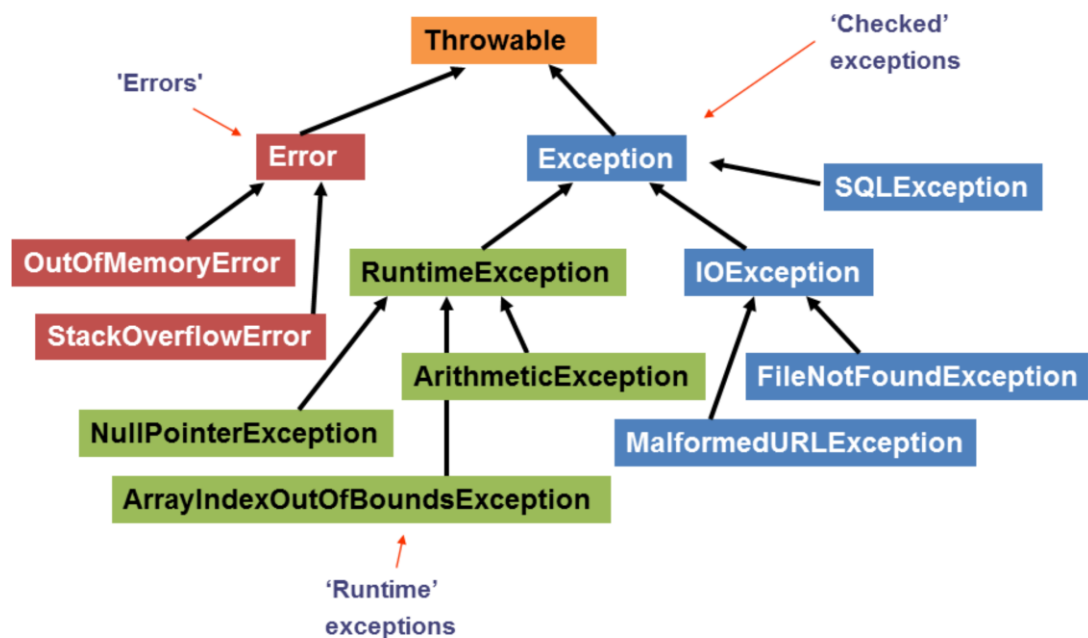 Throwable
‘Checked’
exceptions
'Errors'
Error
Exception
SQLException
OutOfMemoryError
RuntimeException
IOException
StackOverflowError
ArithmeticException
FileNotFoundException
NullPointerException
MalformedURLException
ArrayIndexOutOfBoundsException
‘Runtime’
exceptions